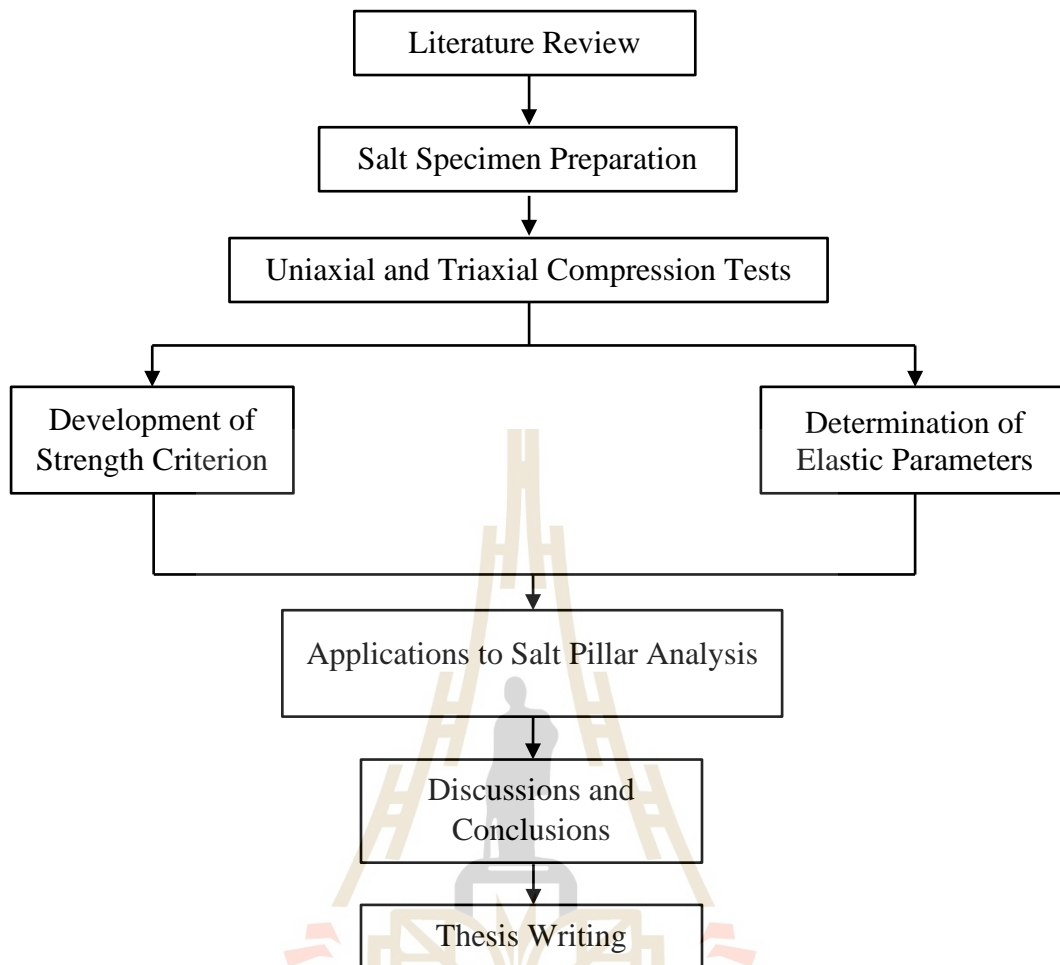 Literature Review
Salt Specimen Preparation
Uniaxial and Triaxial Compression Tests
Development of
Strength Criterion
Determination of
Elastic Parameters
Applications to Salt Pillar Analysis
Discussions and
Conclusions
Thesis Writing